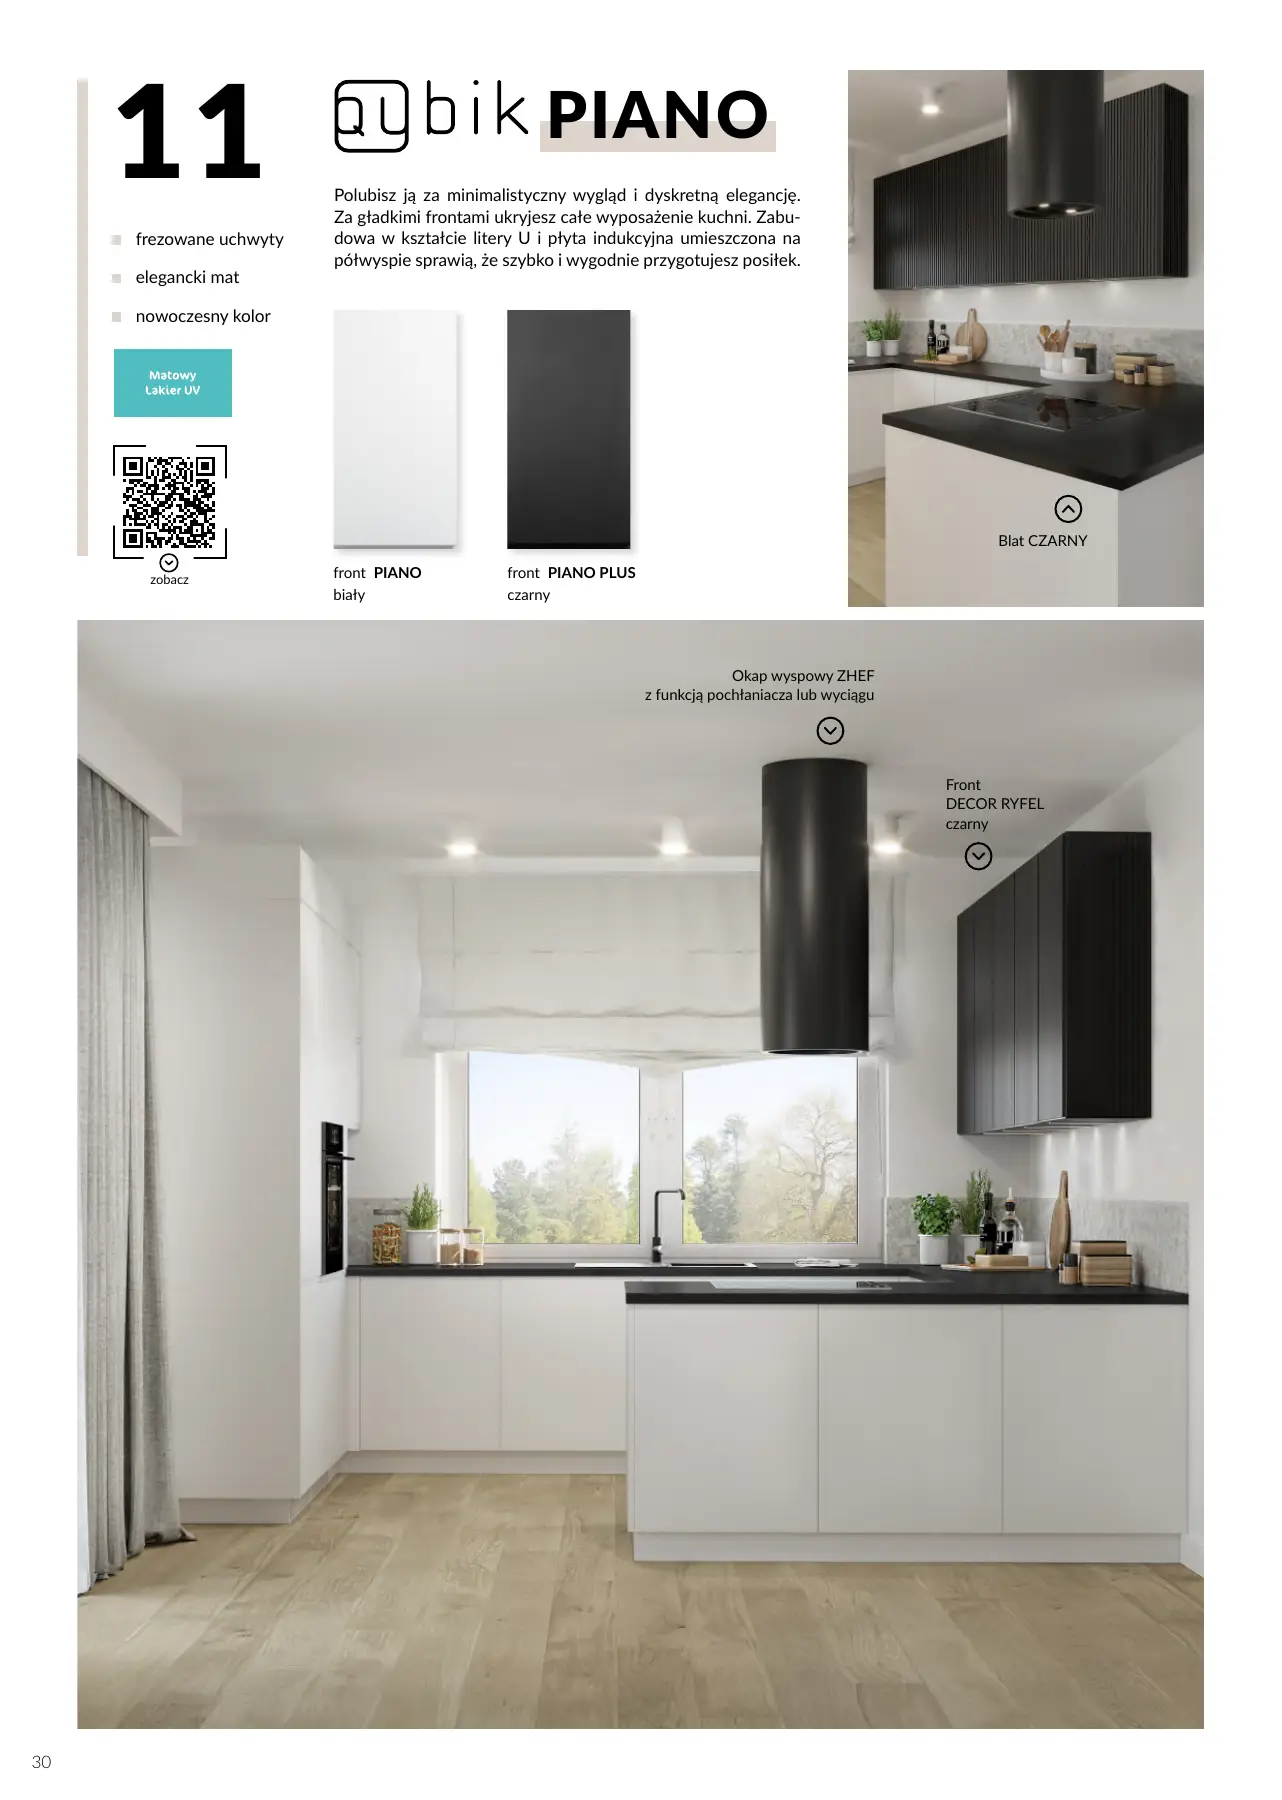 11
Qubik PIANO
Polubisz ją za minimalistyczny wygląd i dyskretną elegancję.
Za gładkimi frontami ukryjesz całe wyposażenie kuchni. Zabu-
dowa w kształcie litery U i płyta indukcyjna umieszczona na
półwyspie sprawią, że szybko i wygodnie przygotujesz posiłek.
frezowane uchwyty
elegancki mat
nowoczesny kolor
Matowy
Lakier UV
zobacz
front PIANO
biały
front PIANO PLUS
czarny
Blat CZARNY
Okap wyspowy ZHEF
z funkcją pochłaniacza lub wyciągu
Front
DECOR RYFEL
czarny
30